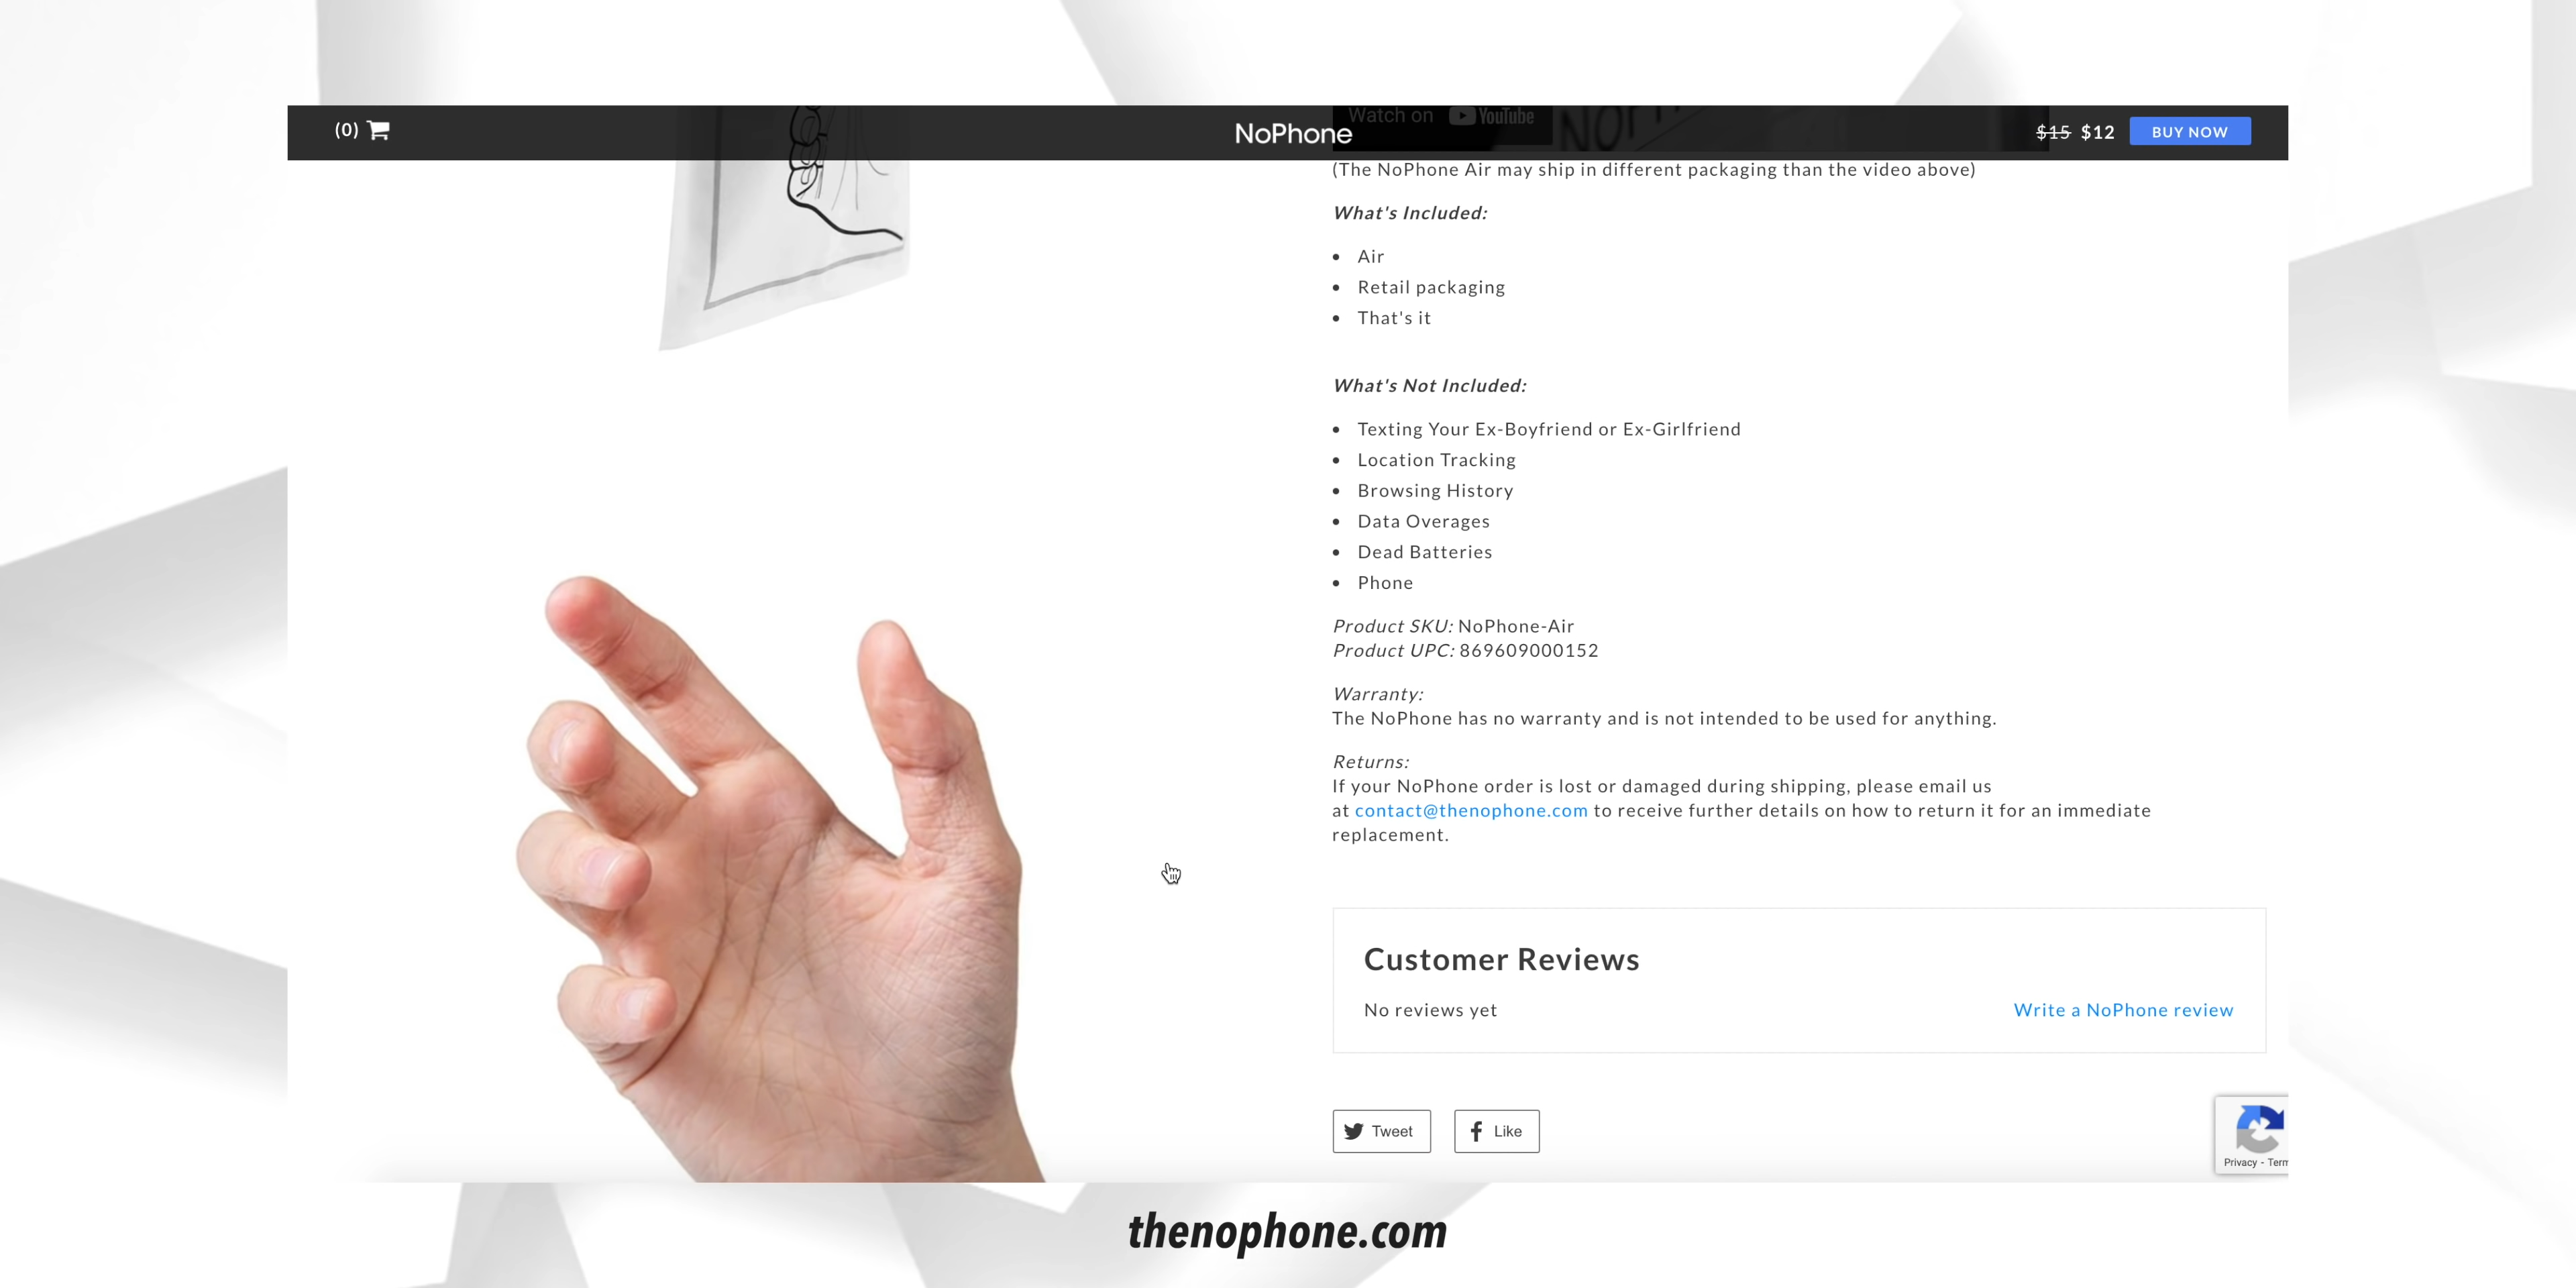 (0)
NoPhone
Watch on YouTube
$15 $12
BUY NOW
(The NoPhone Air may ship in different packaging than the video above)
What's Included:
• Air
• Retail packaging
• That's it
What's Not Included:
• Texting Your Ex-Boyfriend or Ex-Girlfriend
• Location Tracking
• Browsing History
• Data Overages
• Dead Batteries
• Phone
Product SKU: NoPhone-Air
Product UPC: 869609000152
Warranty:
The NoPhone has no warranty and is not intended to be used for anything.
Returns:
If your NoPhone order is lost or damaged during shipping, please email us
at contact@thenophone.com to receive further details on how to return it for an immediate
replacement.
Customer Reviews
No reviews yet
Write a NoPhone review
Tweet
Like
Privacy - Term
thenophone.com